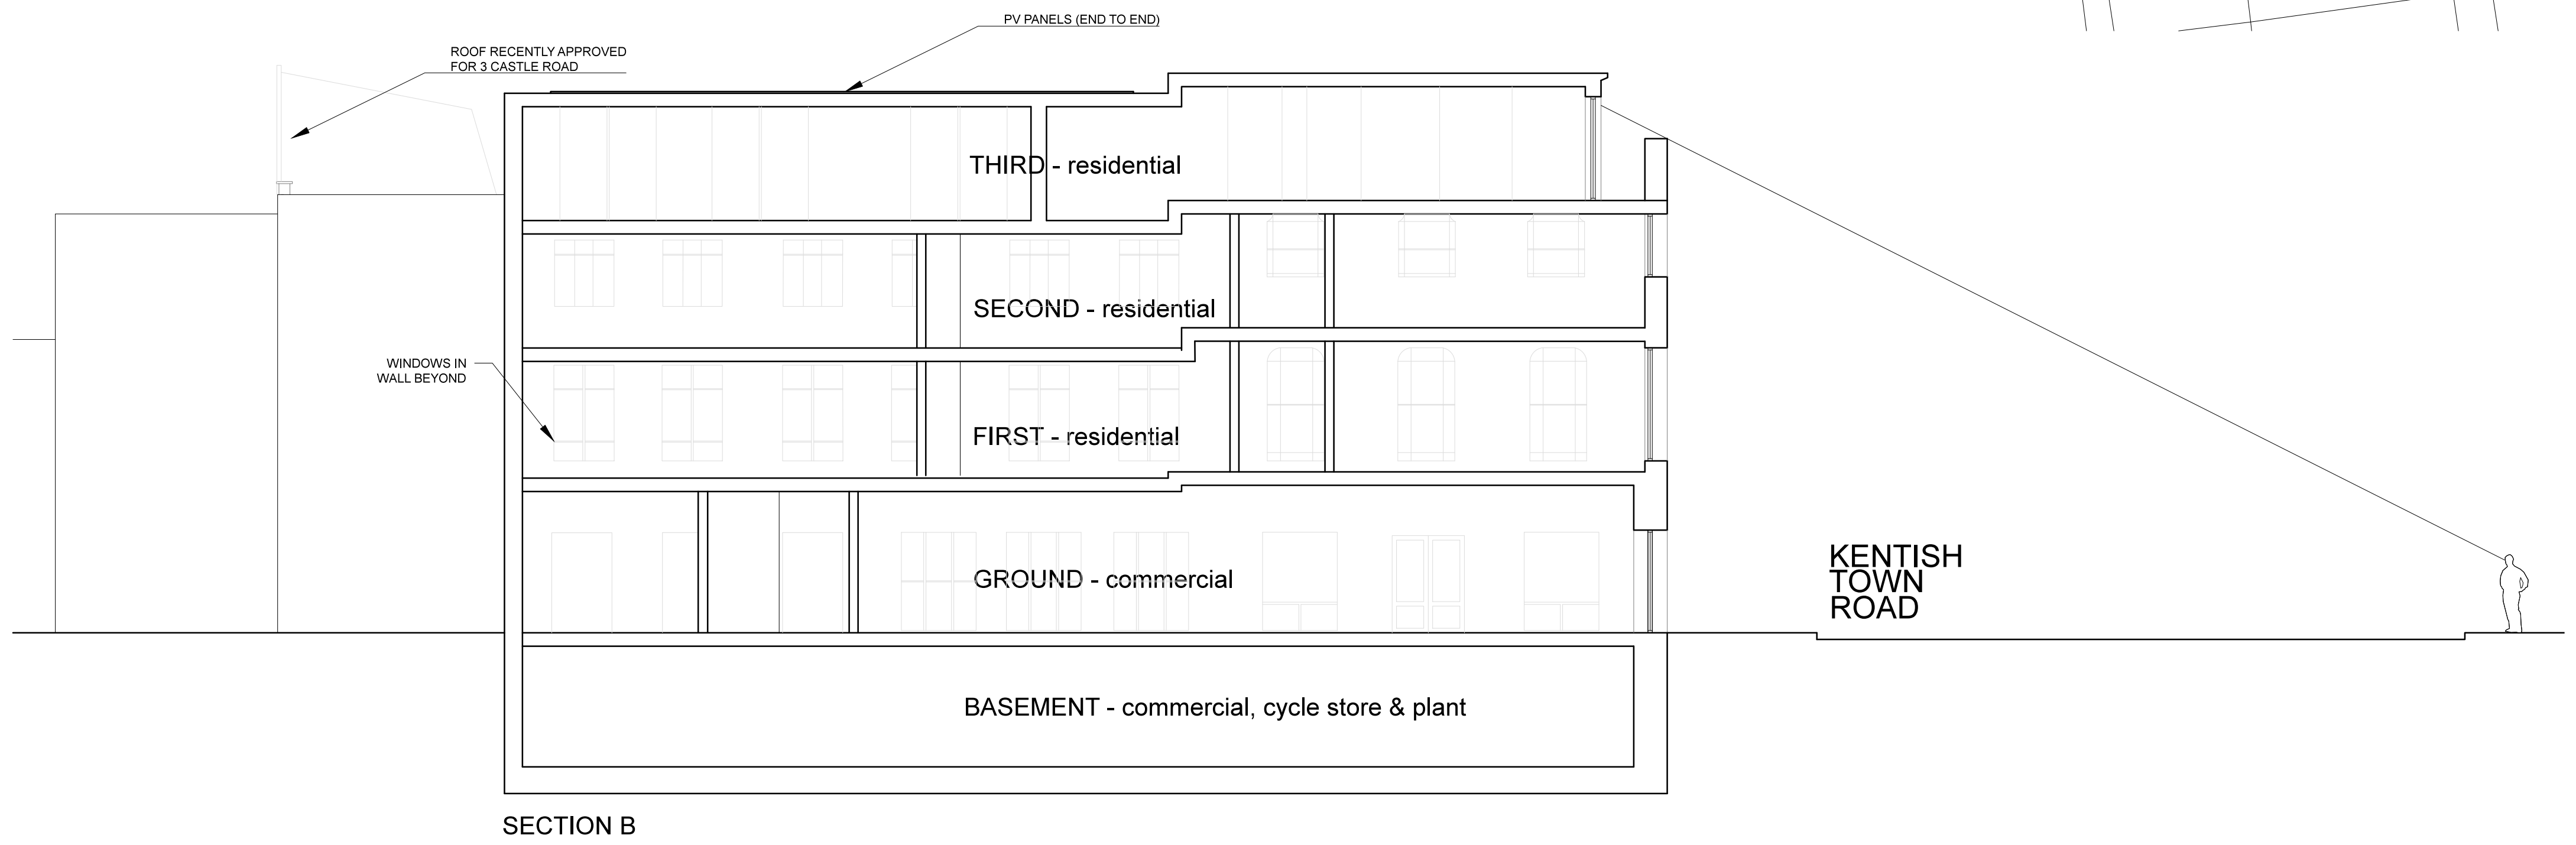 PV PANELS (END TO END)
ROOF RECENTLY APPROVED
FOR 3 CASTLE ROAD
THIRD - residential
SECOND - residential
WINDOWS IN
WALL BEYOND
FIRST - residential
GROUND - commercial
KENTISH
TOWN
ROAD
BASEMENT - commercial, cycle store & plant
SECTION B